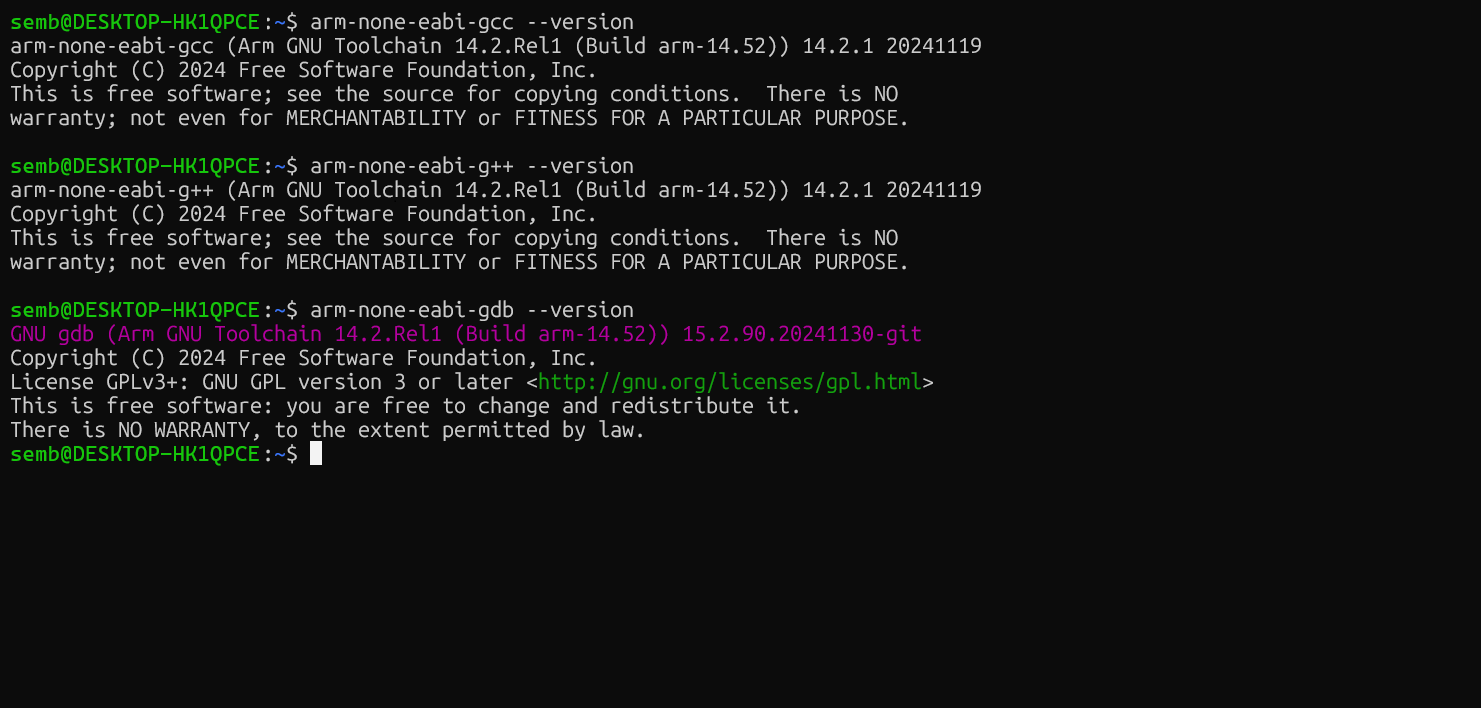 semb@DESKTOP-HK1QPCE:~$ arm-none-eabi-gcc --version
arm-none-eabi-gcc (Arm GNU Toolchain 14.2.Rel1 (Build arm-14.52)) 14.2.1 20241119
Copyright (C) 2024 Free Software Foundation, Inc.
This is free software; see the source for copying conditions.  There is NO
warranty; not even for MERCHANTABILITY or FITNESS FOR A PARTICULAR PURPOSE.

semb@DESKTOP-HK1QPCE:~$ arm-none-eabi-g++ --version
arm-none-eabi-g++ (Arm GNU Toolchain 14.2.Rel1 (Build arm-14.52)) 14.2.1 20241119
Copyright (C) 2024 Free Software Foundation, Inc.
This is free software; see the source for copying conditions.  There is NO
warranty; not even for MERCHANTABILITY or FITNESS FOR A PARTICULAR PURPOSE.

semb@DESKTOP-HK1QPCE:~$ arm-none-eabi-gdb --version
GNU gdb (Arm GNU Toolchain 14.2.Rel1 (Build arm-14.52)) 15.2.90.20241130-git
Copyright (C) 2024 Free Software Foundation, Inc.
License GPLv3+: GNU GPL version 3 or later <http://gnu.org/licenses/gpl.html>
This is free software: you are free to change and redistribute it.
There is NO WARRANTY, to the extent permitted by law.
semb@DESKTOP-HK1QPCE:~$